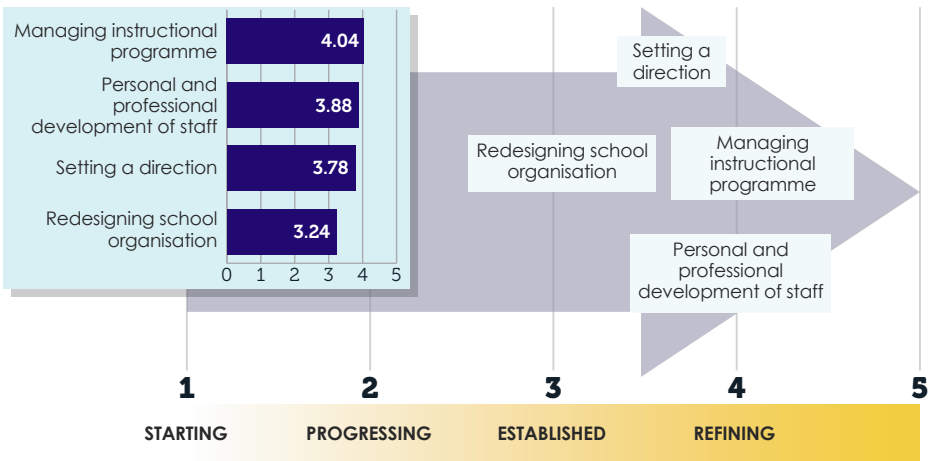 Managing instructional
programme
4.04
Personal and
professional
development of staff
3.88
Setting a direction
3.78
Redesigning school
organisation
3.24
0 1 2 3 4 5
Setting a
direction
Redesigning school
organisation
Managing
instructional
programme
Personal and
professional
development of staff
1 2 3 4 5
STARTING PROGRESSING ESTABLISHED REFINING